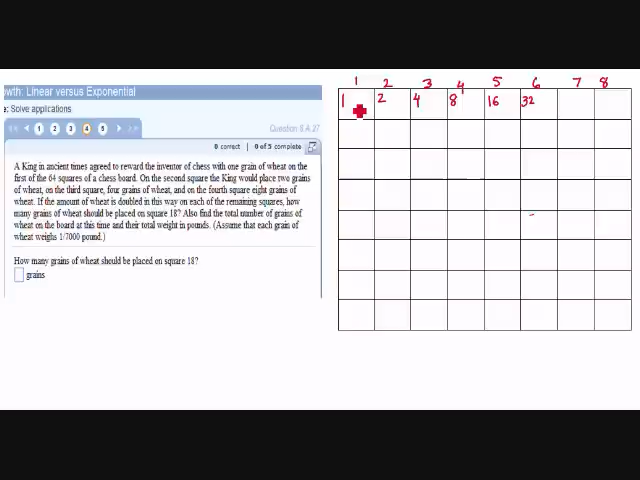 owth: Linear versus Exponential
e: Solve applications
1 2 3 4 5
Question 8.A.27
0 correct
0 of 5 complete
A King in ancient times agreed to reward the inventor of chess with one grain of wheat on the
first of the 64 squares of a chess board. On the second square the King would place two grains
of wheat, on the third square, four grains of wheat, and on the fourth square eight grains of
wheat. If the amount of wheat is doubled in this way on each of the remaining squares, how
many grains of wheat should be placed on square 18? Also find the total number of grains of
wheat on the board at this time and their total weight in pounds. (Assume that each grain of
wheat weighs 1/7000 pound.)
How many grains of wheat should be placed on square 18?
grains
1 2 3 4 5 6 7 8
1 2 4 8 16 32